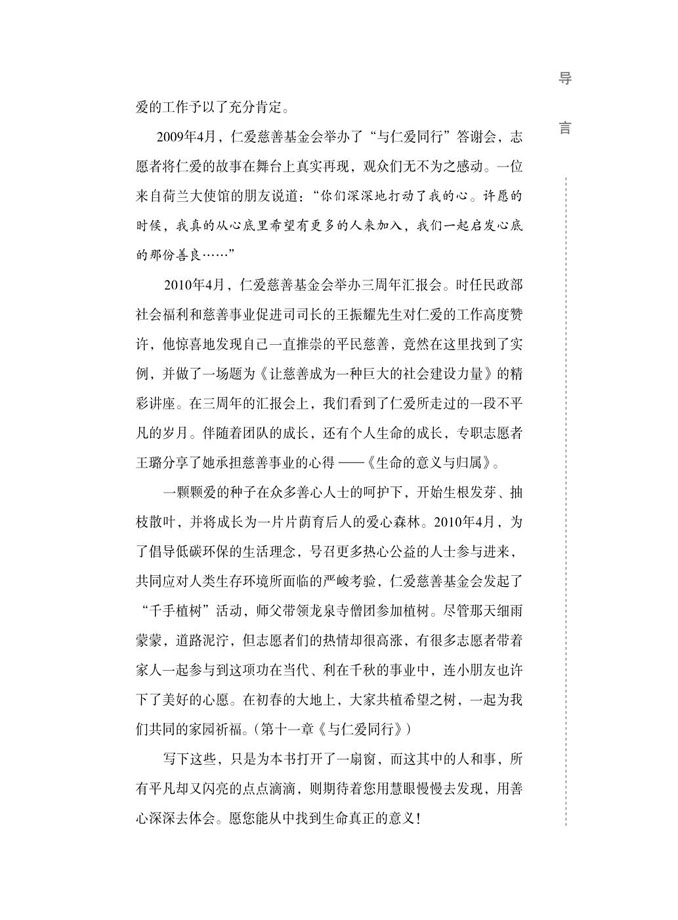 导
言
爱的工作予以了充分肯定。
2009年4月，仁爱慈善基金会举办了“与仁爱同行”答谢会，志
愿者将仁爱的故事在舞台上真实再现，观众们无不为之感动。一位
来自荷兰大使馆的朋友说道：“你们深深地打动了我的心。许愿的
时候，我真的从心底里希望有更多的人来加入，我们一起启发心底
的那份善良……”
2010年4月，仁爱慈善基金会举办三周年汇报会。时任民政部
社会福利和慈善事业促进司司长的王振耀先生对仁爱的工作高度赞
许，他惊喜地发现自己一直推崇的平民慈善，竟然在这里找到了实
例，并做了一场题为《让慈善成为一种巨大的社会建设力量》的精
彩讲座。在三周年的汇报会上，我们看到了仁爱所走过的一段不平
凡的岁月。伴随着团队的成长，还有个人生命的成长，专职志愿者
王璐分享了她承担慈善事业的心得 ——《生命的意义与归属》。
一颗颗爱的种子在众多善心人士的呵护下，开始生根发芽、抽
枝散叶，并将成长为一片片荫育后人的爱心森林。2010年4月，为
了倡导低碳环保的生活理念，号召更多热心公益的人士参与进来，
共同应对人类生存环境所面临的严峻考验，仁爱慈善基金会发起了
“千手植树”活动，师父带领龙泉寺僧团参加植树。尽管那天细雨
蒙蒙，道路泥泞，但志愿者们的热情却很高涨，有很多志愿者带着
家人一起参与到这项功在当代、利在千秋的事业中，连小朋友也许
下了美好的心愿。在初春的大地上，大家共植希望之树，一起为我
们共同的家园祈福。（第十一章《与仁爱同行》）
写下这些，只是为本书打开了一扇窗，而这其中的人和事，所
有平凡却又闪亮的点点滴滴，则期待着您用慧眼慢慢去发现，用善
心深深去体会。愿您能从中找到生命真正的意义！